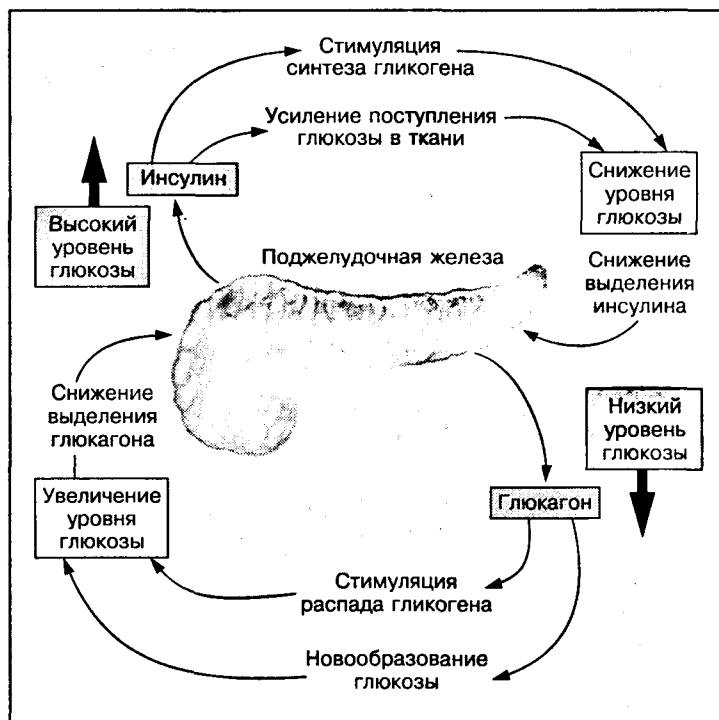 Стимуляция
синтеза гликогена
Усиление поступления
глюкозы в ткани
Инсулин
Снижение
уровня
глюкозы
Высокий
уровень
глюкозы
Поджелудочная железа
Снижение
выделения
инсулина
Снижение
выделения
глюкагона
Низкий
уровень
глюкозы
Увеличение
уровня
глюкозы
Глюкагон
Стимуляция
распада гликогена
Новообразование
глюкозы